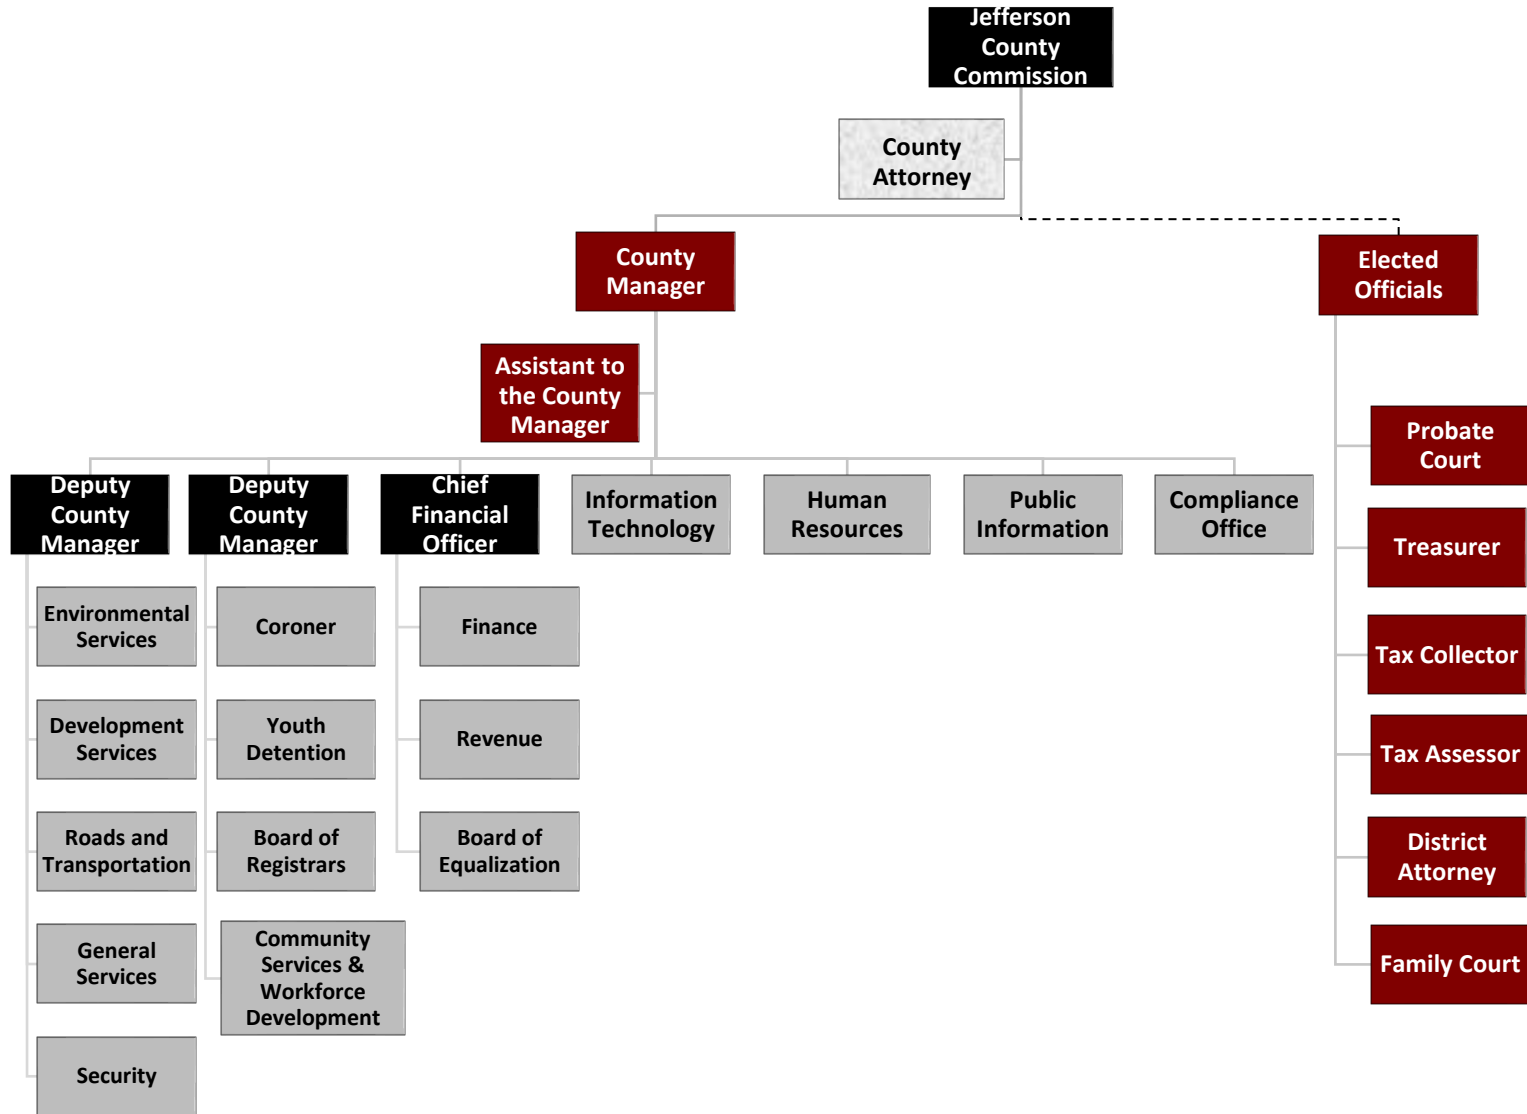 Jefferson
County
Commission
County
Attorney
County
Manager
Elected
Officials
Assistant to
the County
Manager
Deputy
County
Manager
Deputy
County
Manager
Chief
Financial
Officer
Information
Technology
Human
Resources
Public
Information
Compliance
Office
Environmental
Services
Development
Services
Roads and
Transportation
General
Services
Security
Coroner
Youth
Detention
Board of
Registrars
Community
Services &
Workforce
Development
Finance
Revenue
Board of
Equalization
Probate
Court
Treasurer
Tax Collector
Tax Assessor
District
Attorney
Family Court